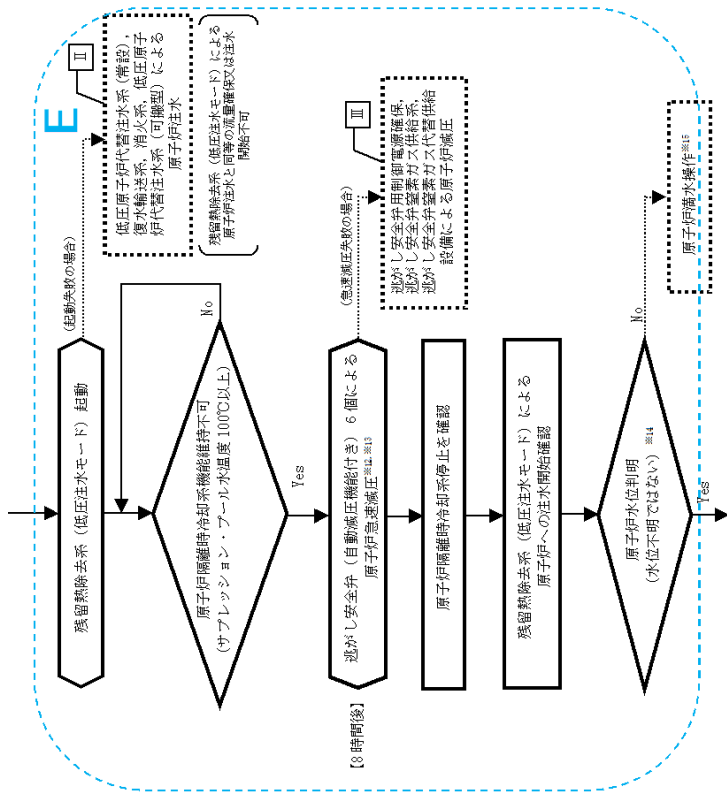 E
Ⅱ
低圧原子炉代替注水系（常設），
復水輸送系，消火系，低圧原子
炉代替注水系（可搬型）による
原子炉注水
残留熱除去系（低圧注水モード）による
原子炉注水と同等の流量確保又は注水
開始不可
（起動失敗の場合）
残留熱除去系（低圧注水モード）起動
No
原子炉隔離時冷却系機能維持不可
（サプレッション・プール水温度 100℃以上）
Yes
Ⅲ
逃がし安全弁用制御電源確保，
逃がし安全弁窒素ガス供給系，
逃がし安全弁窒素ガス代替供給
設備による原子炉減圧
（急速減圧失敗の場合）
逃がし安全弁（自動減圧機能付き）6 個による
原子炉急速減圧※12,※13
【8 時間後】
原子炉隔離時冷却系停止を確認
残留熱除去系（低圧注水モード）による
原子炉への注水開始確認
原子炉水位判明
（水位不明ではない）※14
No
原子炉満水操作※15
Yes